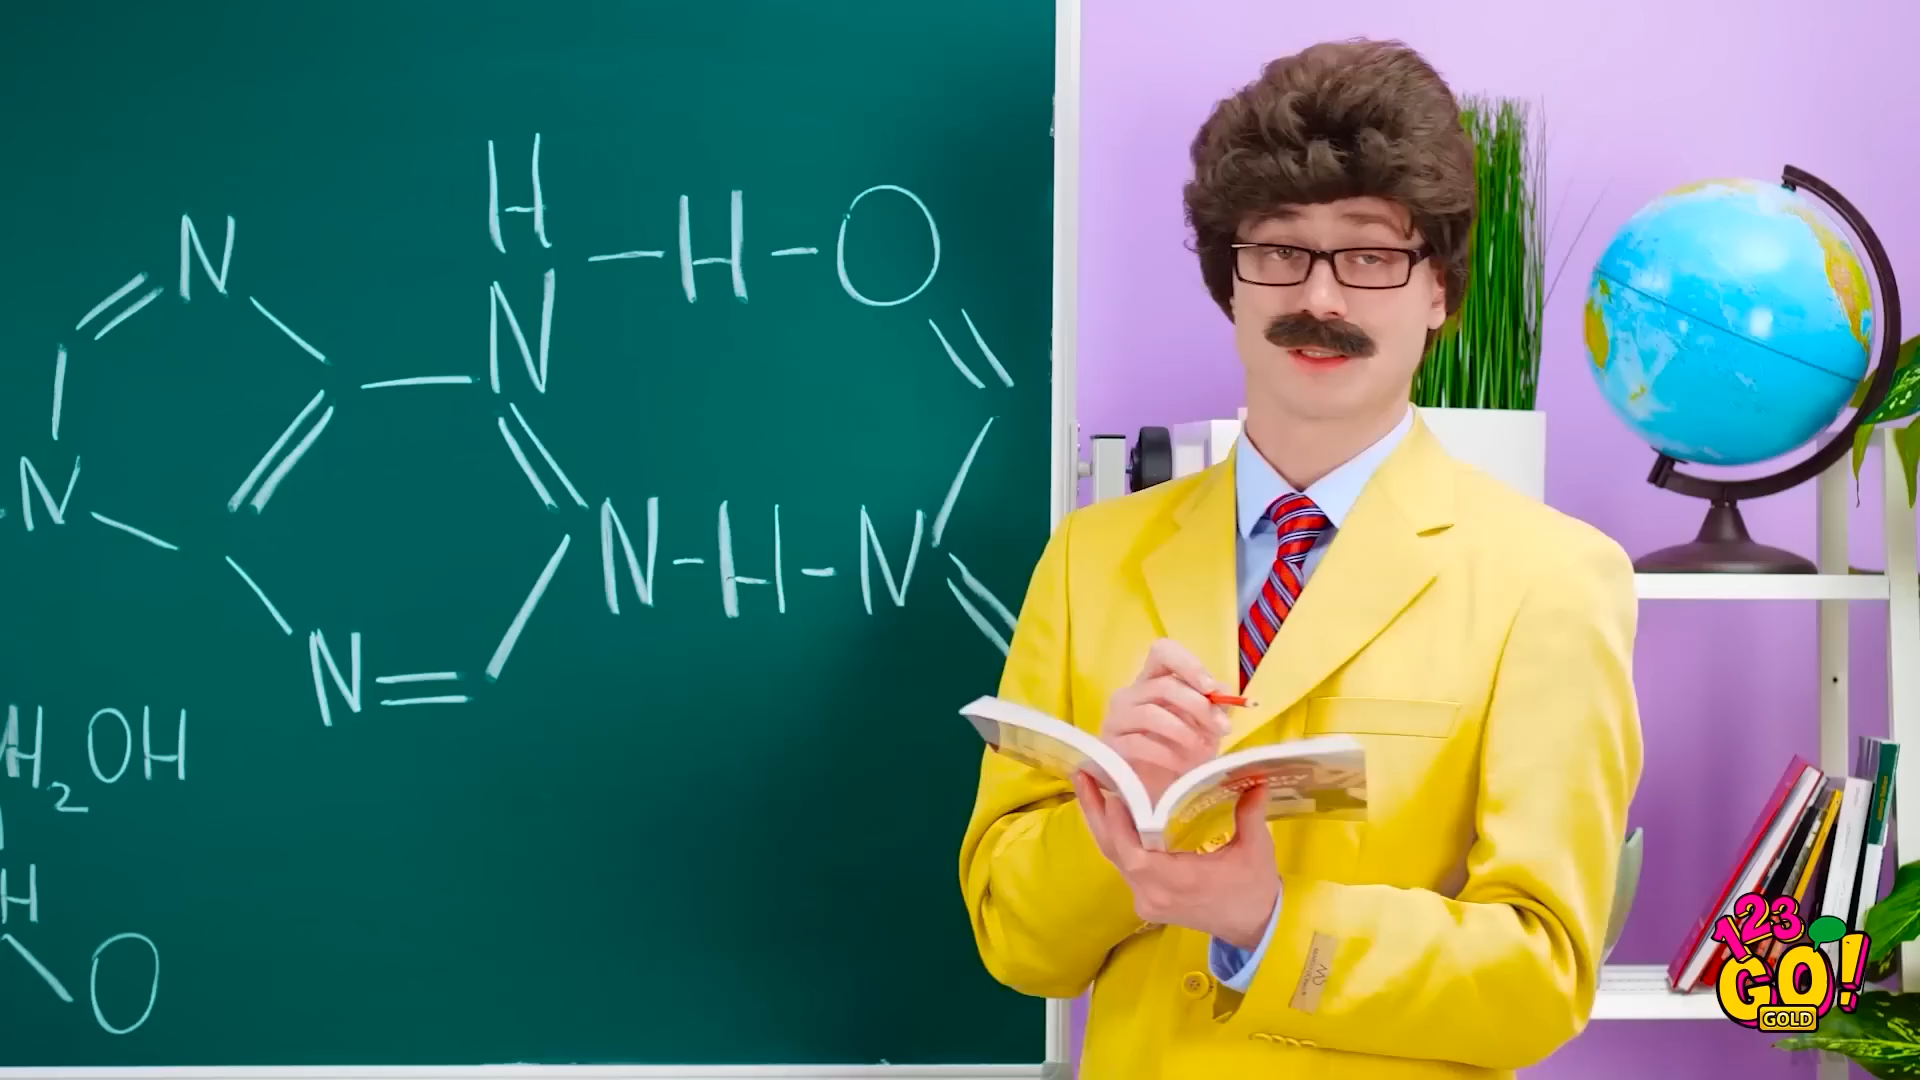 H
N
N — H — O
N
N — H — N
N
H₂OH
H
O
123
GO!
GOLD